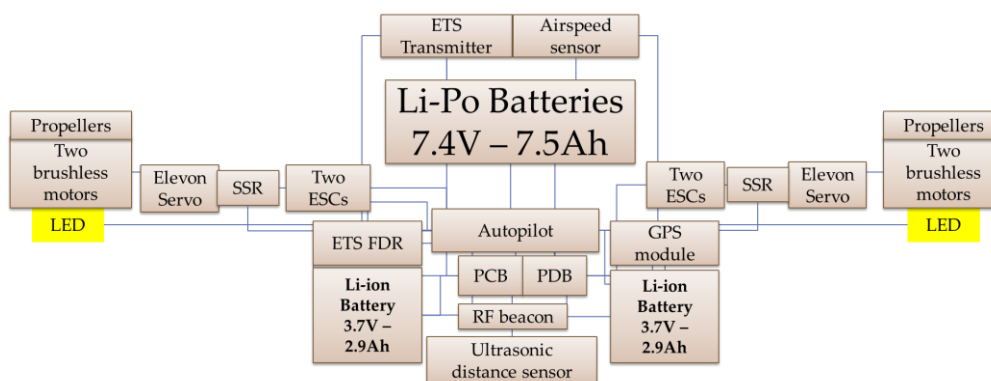 ETS
Transmitter
Airspeed
sensor
Li-Po Batteries
7.4V – 7.5Ah
Propellers
Two
brushless
motors
LED
Elevon
Servo
SSR
Two
ESCs
Two
ESCs
SSR
Elevon
Servo
Propellers
Two
brushless
motors
LED
ETS FDR
Autopilot
GPS
module
Li-ion
Battery
3.7V –
2.9Ah
PCB
PDB
RF beacon
Ultrasonic
distance sensor
Li-ion
Battery
3.7V –
2.9Ah